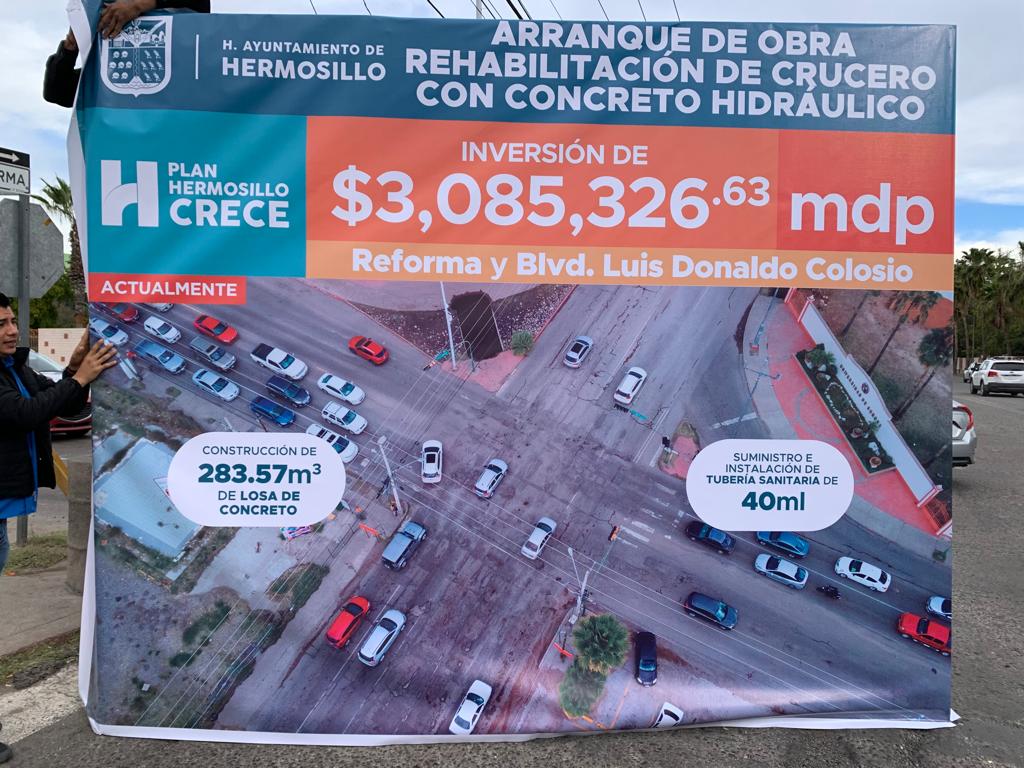 RMA
H. AYUNTAMIENTO DE
HERMOSILLO
ARRANQUE DE OBRA
REHABILITACIÓN DE CRUCERO
CON CONCRETO HIDRÁULICO
PLAN
HERMOSILLO
CRECE
INVERSIÓN DE
$3,085,326.63 mdp
Reforma y Blvd. Luis Donaldo Colosio
ACTUALMENTE
CONSTRUCCIÓN DE
283.57m³
DE LOSA DE
CONCRETO
SUMINISTRO E
INSTALACIÓN DE
TUBERÍA SANITARIA DE
40ml